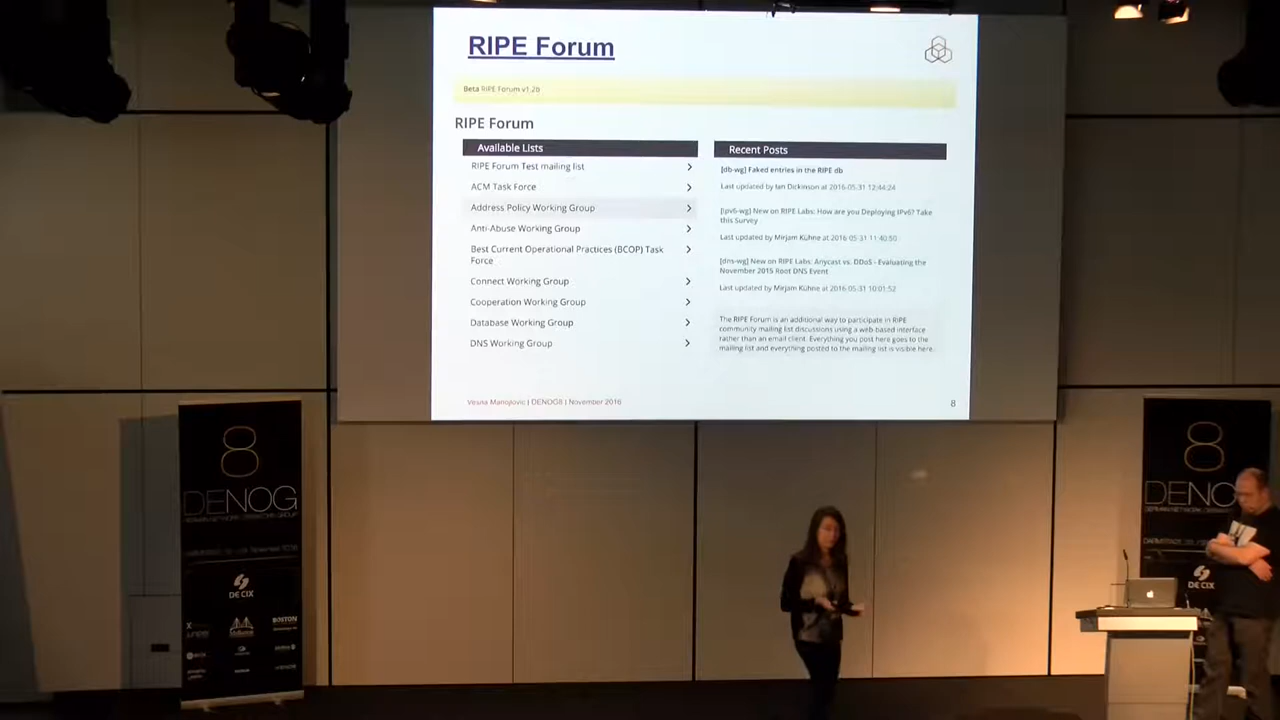 RIPE Forum
Beta RIPE Forum v1.2b
RIPE Forum
Available Lists
RIPE Forum Test mailing list
ACM Task Force
Address Policy Working Group
Anti-Abuse Working Group
Best Current Operational Practices (BCOP) Task
Force
Connect Working Group
Cooperation Working Group
Database Working Group
DNS Working Group
Recent Posts
[db-wg] Faked entries in the RIPE db
Last updated by Ian Dickinson at 2016-05-31 12:44:24
[ipv6-wg] New on RIPE Labs: How are you Deploying IPv6? Take
this Survey
Last updated by Mirjam Kühne at 2016-05-31 11:40:50
[dns-wg] New on RIPE Labs: Anycast vs. DDoS - Evaluating the
November 2015 Root DNS Event
Last updated by Mirjam Kühne at 2016-05-31 10:01:52
The RIPE Forum is an additional way to participate in RIPE
community mailing list discussions using a web-based interface
rather than an email client. Everything you post here goes to the
mailing list and everything posted to the mailing list is visible here.
Vesna Manojlovic | DENOG8 | November 2016
8
8
DENOG
GERMAN NETWORK OPERATORS GROUP
DE CIX
BOSTON
8
DENO
DE CIX